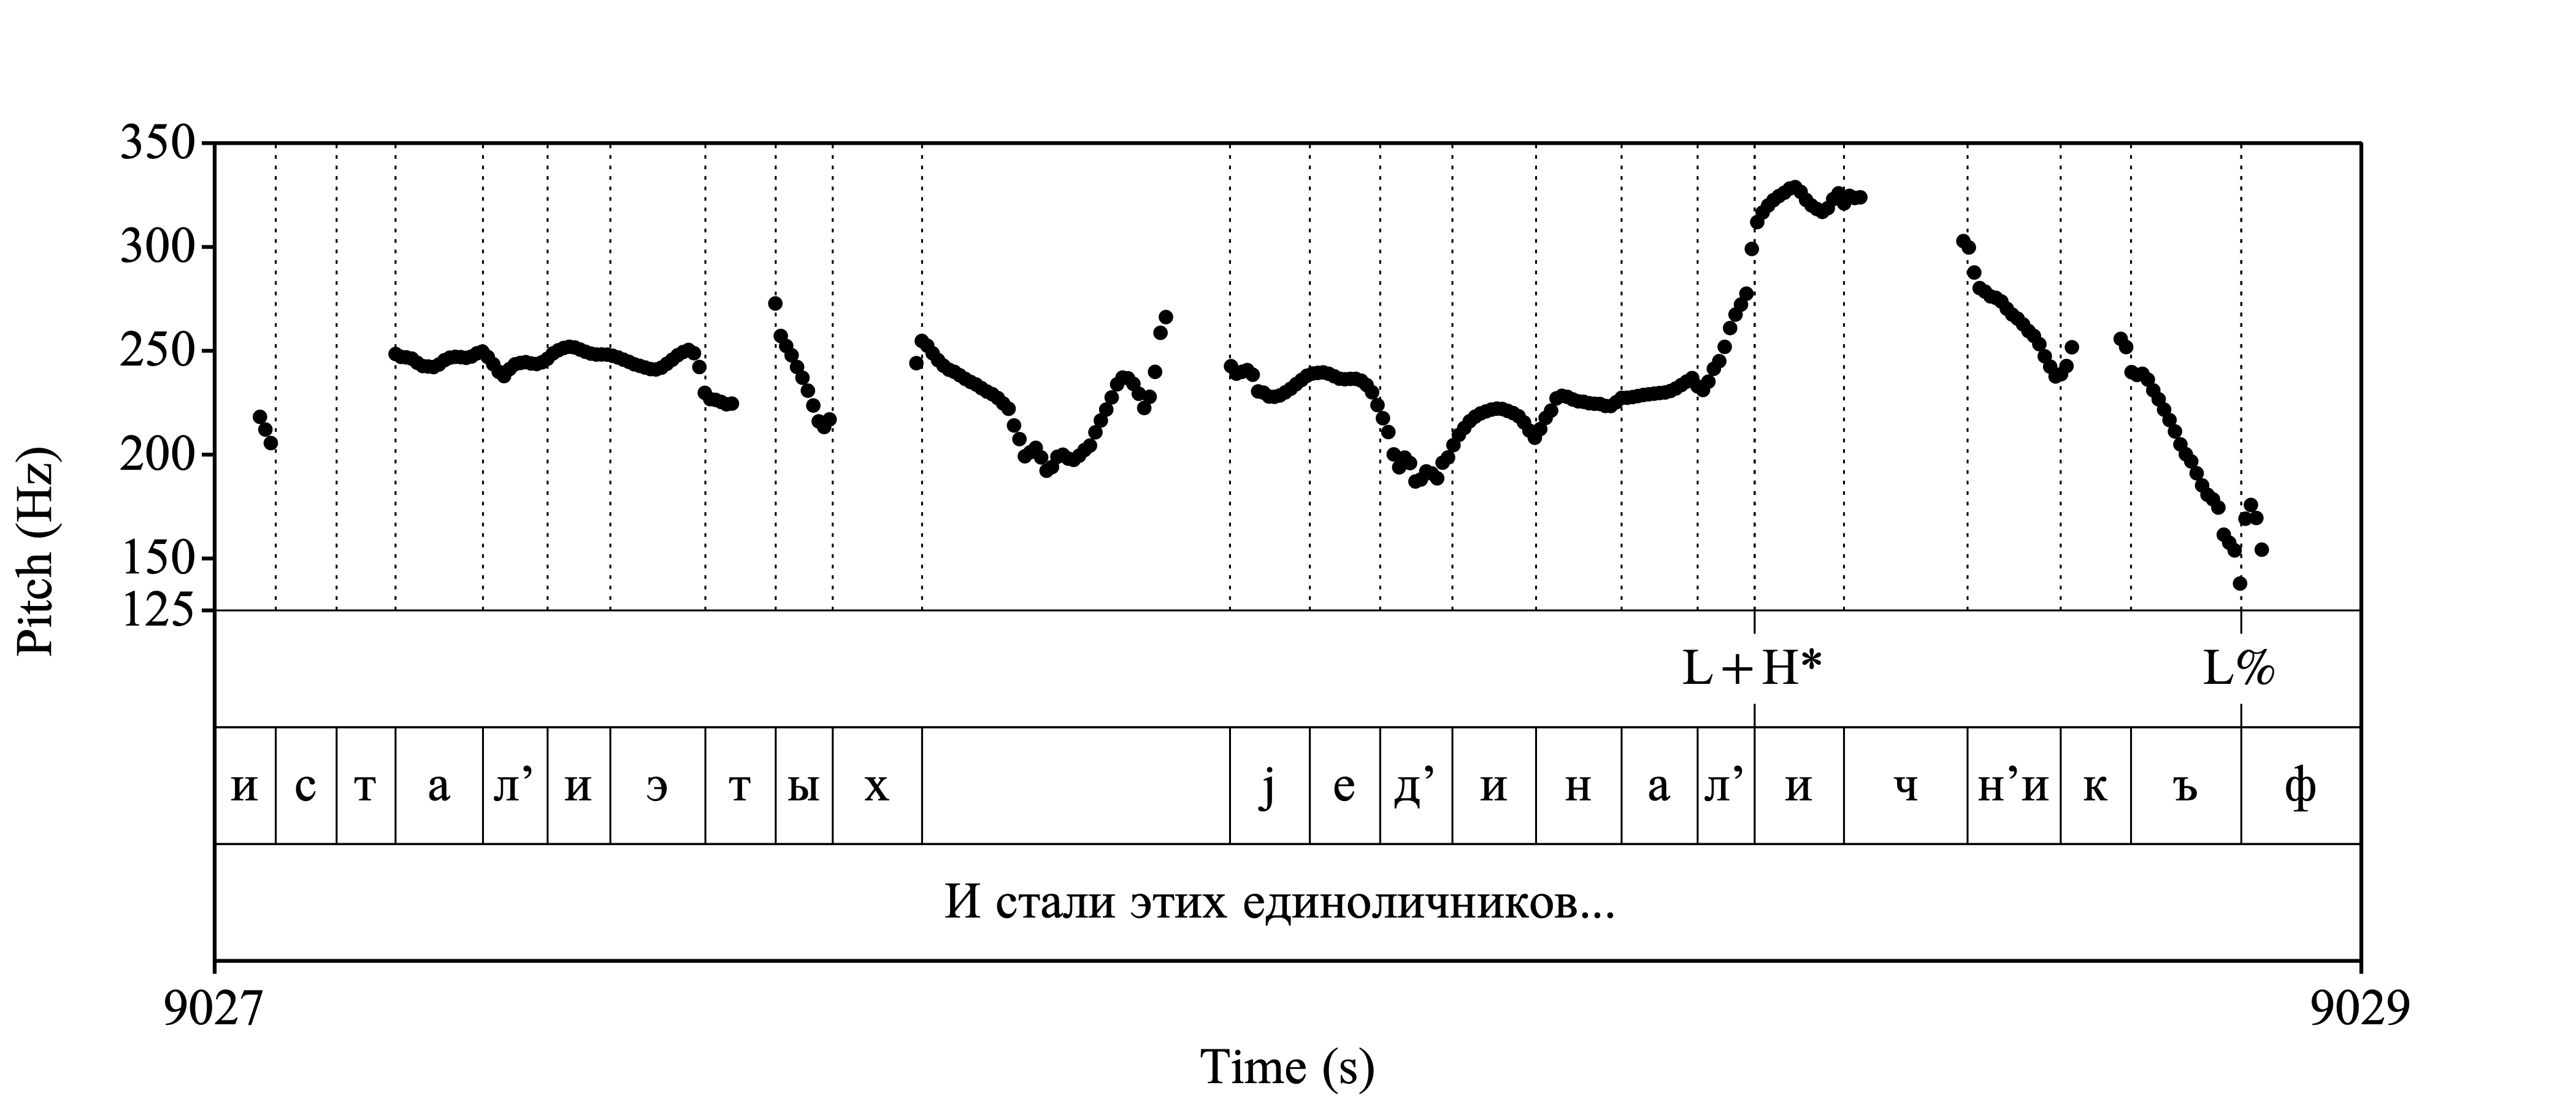 350
300
250
200
150
125
Pitch (Hz)
L+H* L%
и с т а л’ и э т ы х ј е д’ и н а л’ и ч н’и к ъ ф
И стали этих единоличников...
9027 9029
Time (s)